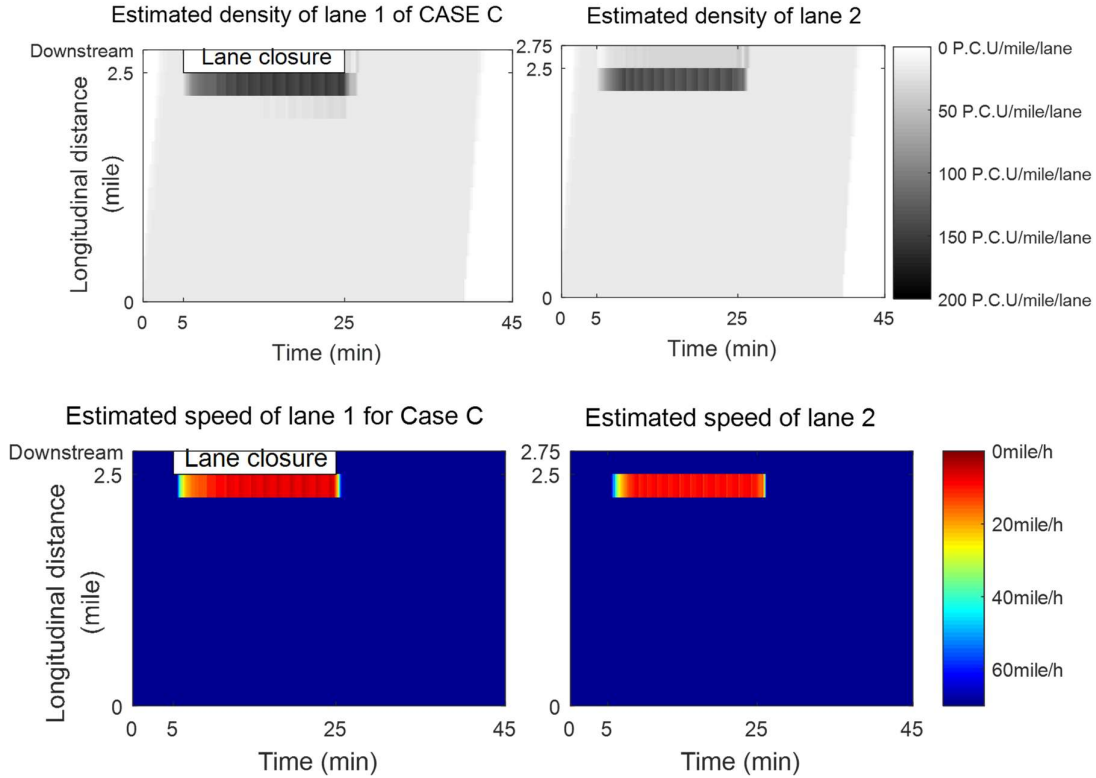 Estimated density of lane 1 of CASE C
Downstream
Lane closure
2.5
Longitudinal distance
(mile)
0
0 5 25 45
Time (min)
Estimated density of lane 2
2.75
2.5
0
0 5 25 45
Time (min)
0 P.C.U/mile/lane
50 P.C.U/mile/lane
100 P.C.U/mile/lane
150 P.C.U/mile/lane
200 P.C.U/mile/lane
Estimated speed of lane 1 for Case C
Downstream
Lane closure
2.5
Longitudinal distance
(mile)
0
0 5 25 45
Time (min)
Estimated speed of lane 2
2.75
2.5
0
0 5 25 45
Time (min)
0mile/h
20mile/h
40mile/h
60mile/h